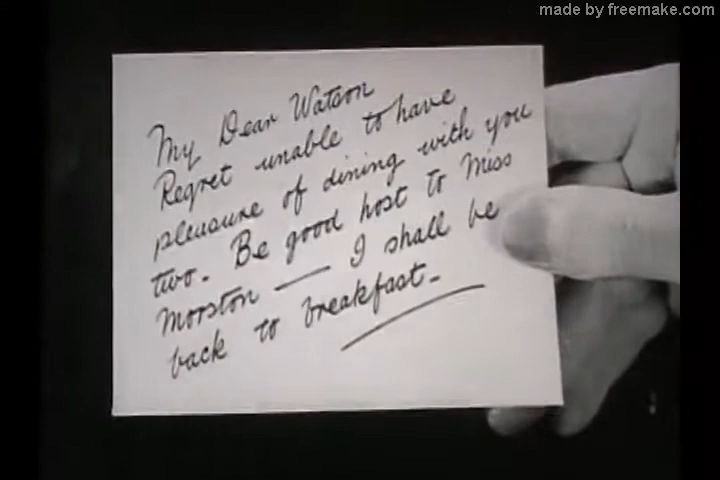 made by freemake.com
My Dear Watson
Regret unable to have
pleasure of dining with you
two. Be good host to Miss
Morston — I shall be
back to breakfast.